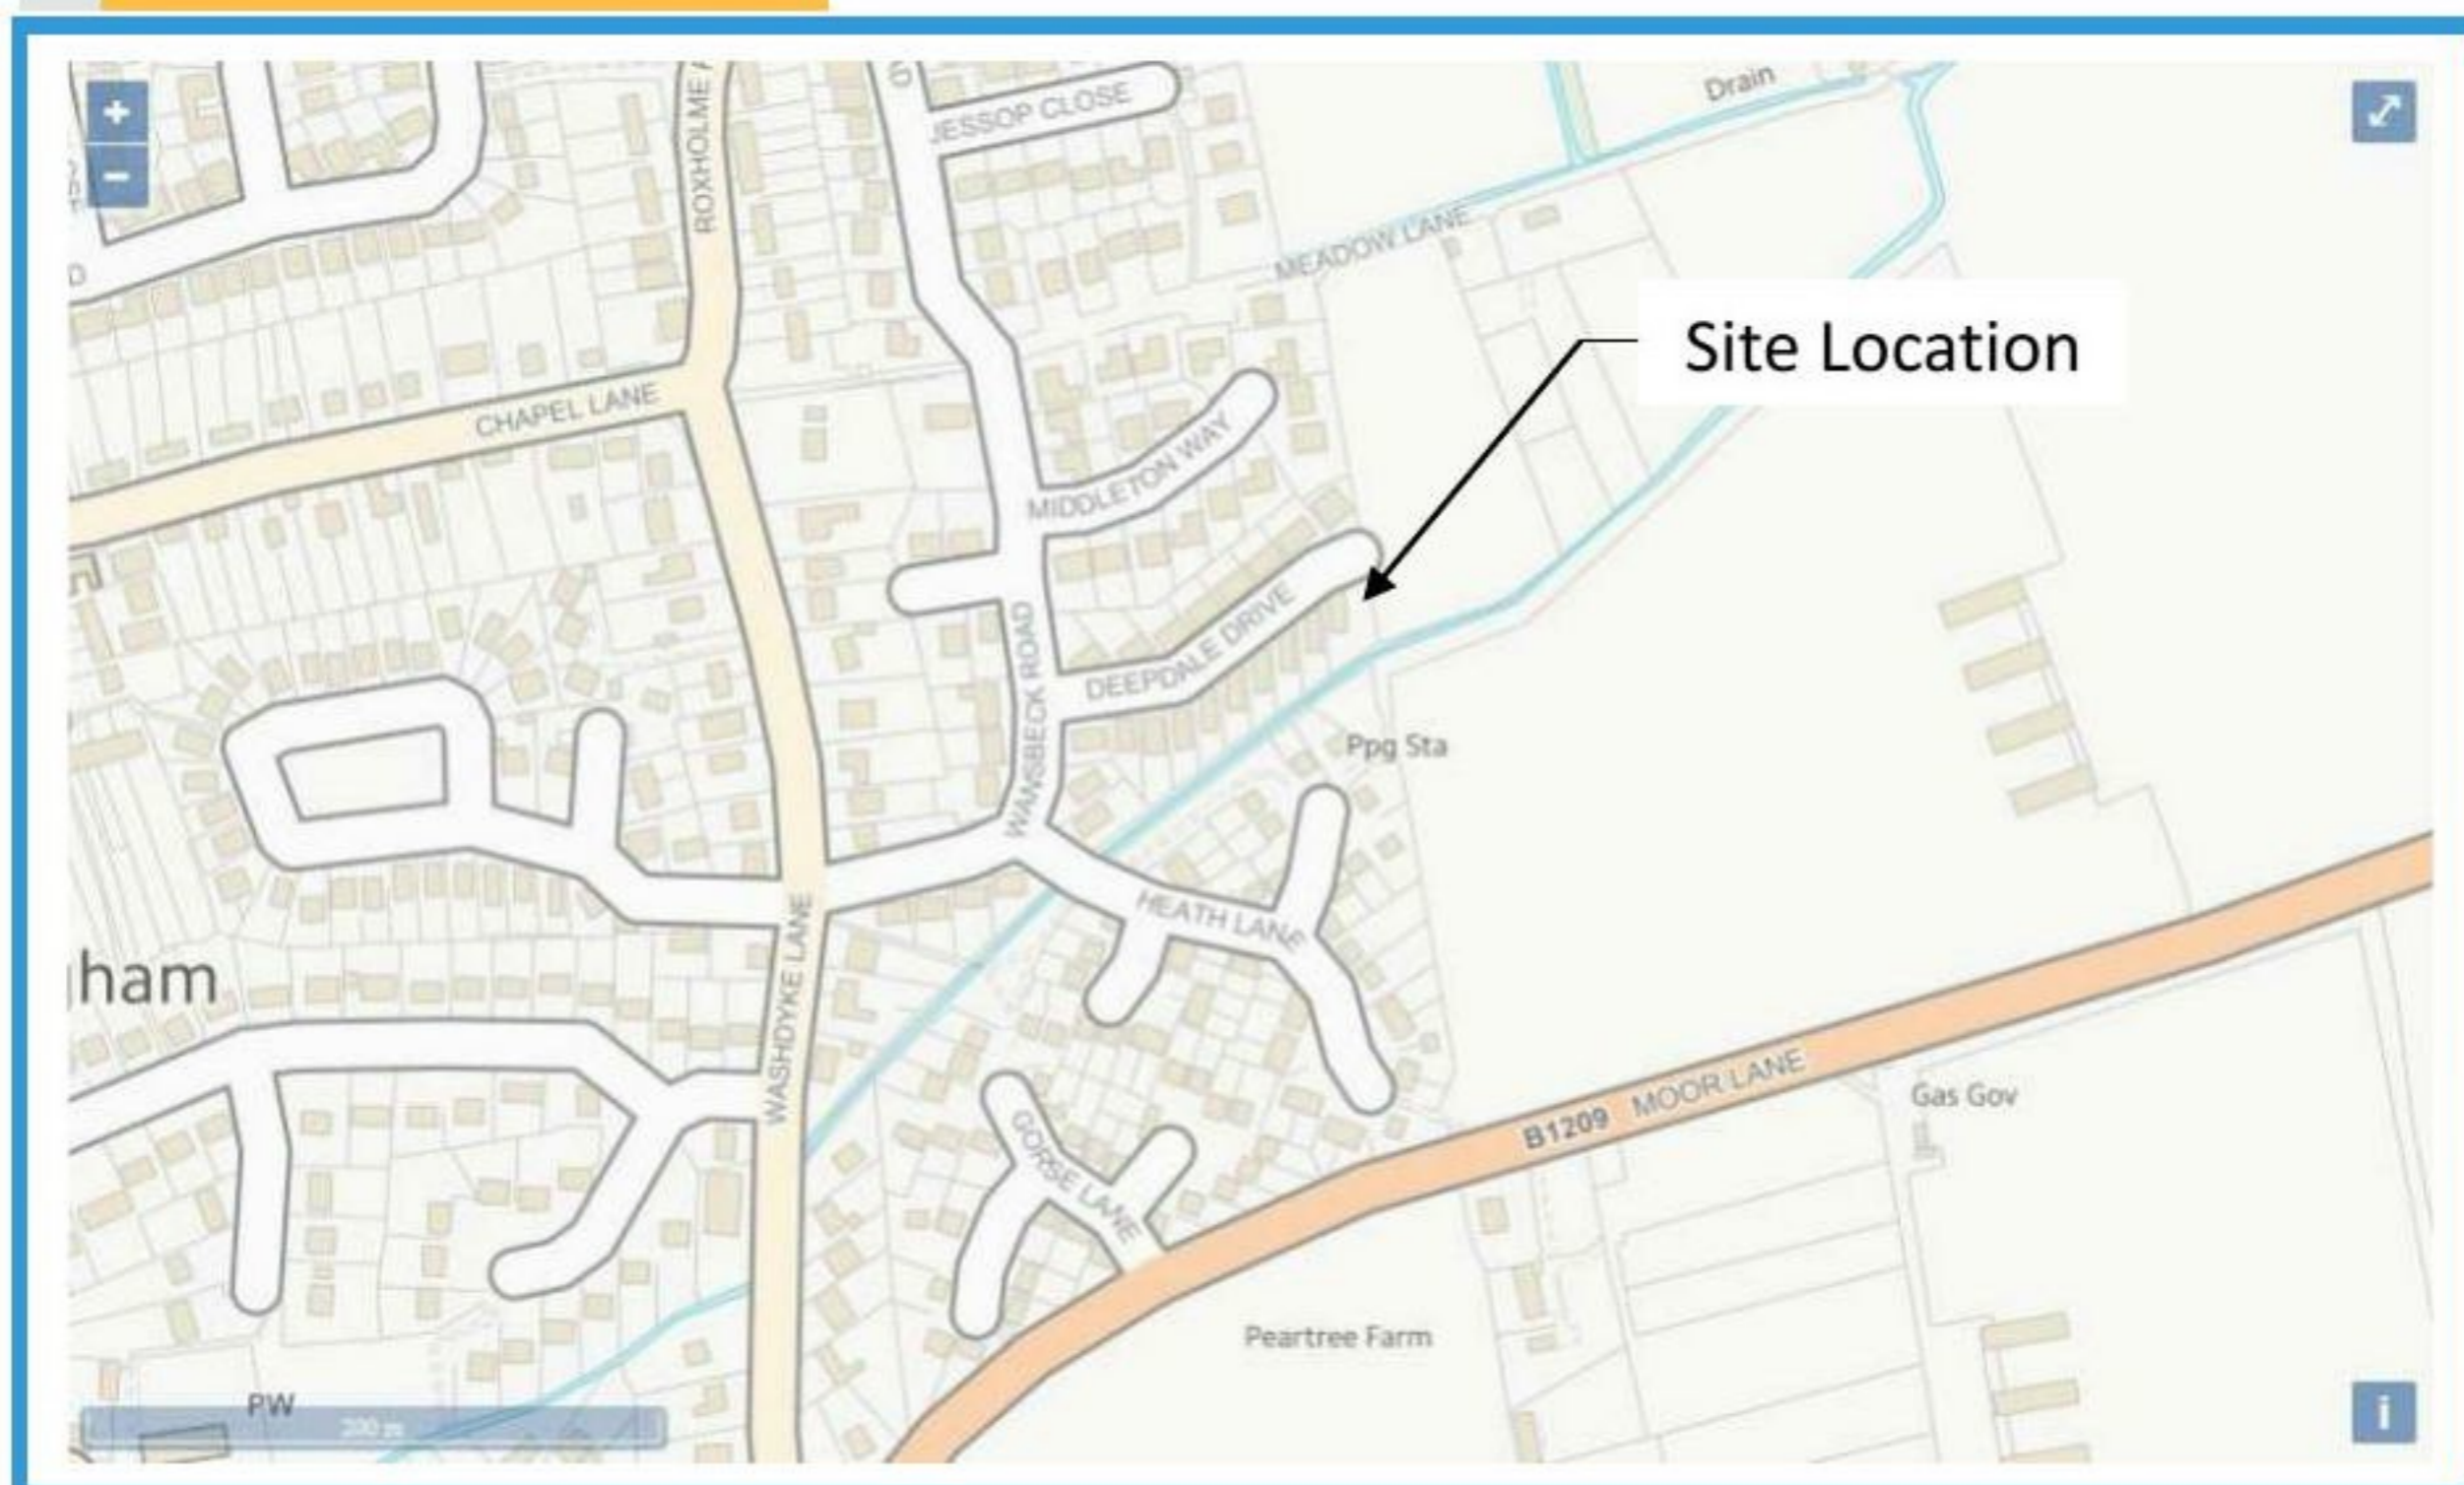 JESSOP CLOSE
Drain
ROXHOLME
MEADOW LANE
Site Location
CHAPEL LANE
MIDDLETON WAY
DEEPDALE DRIVE
WANSBECK ROAD
Ppg Sta
HEATH LANE
ham
WASHDYKE LANE
B1209 MOOR LANE
Gas Gov
GORSE LANE
Peartree Farm
PW
200 m
+
−
i